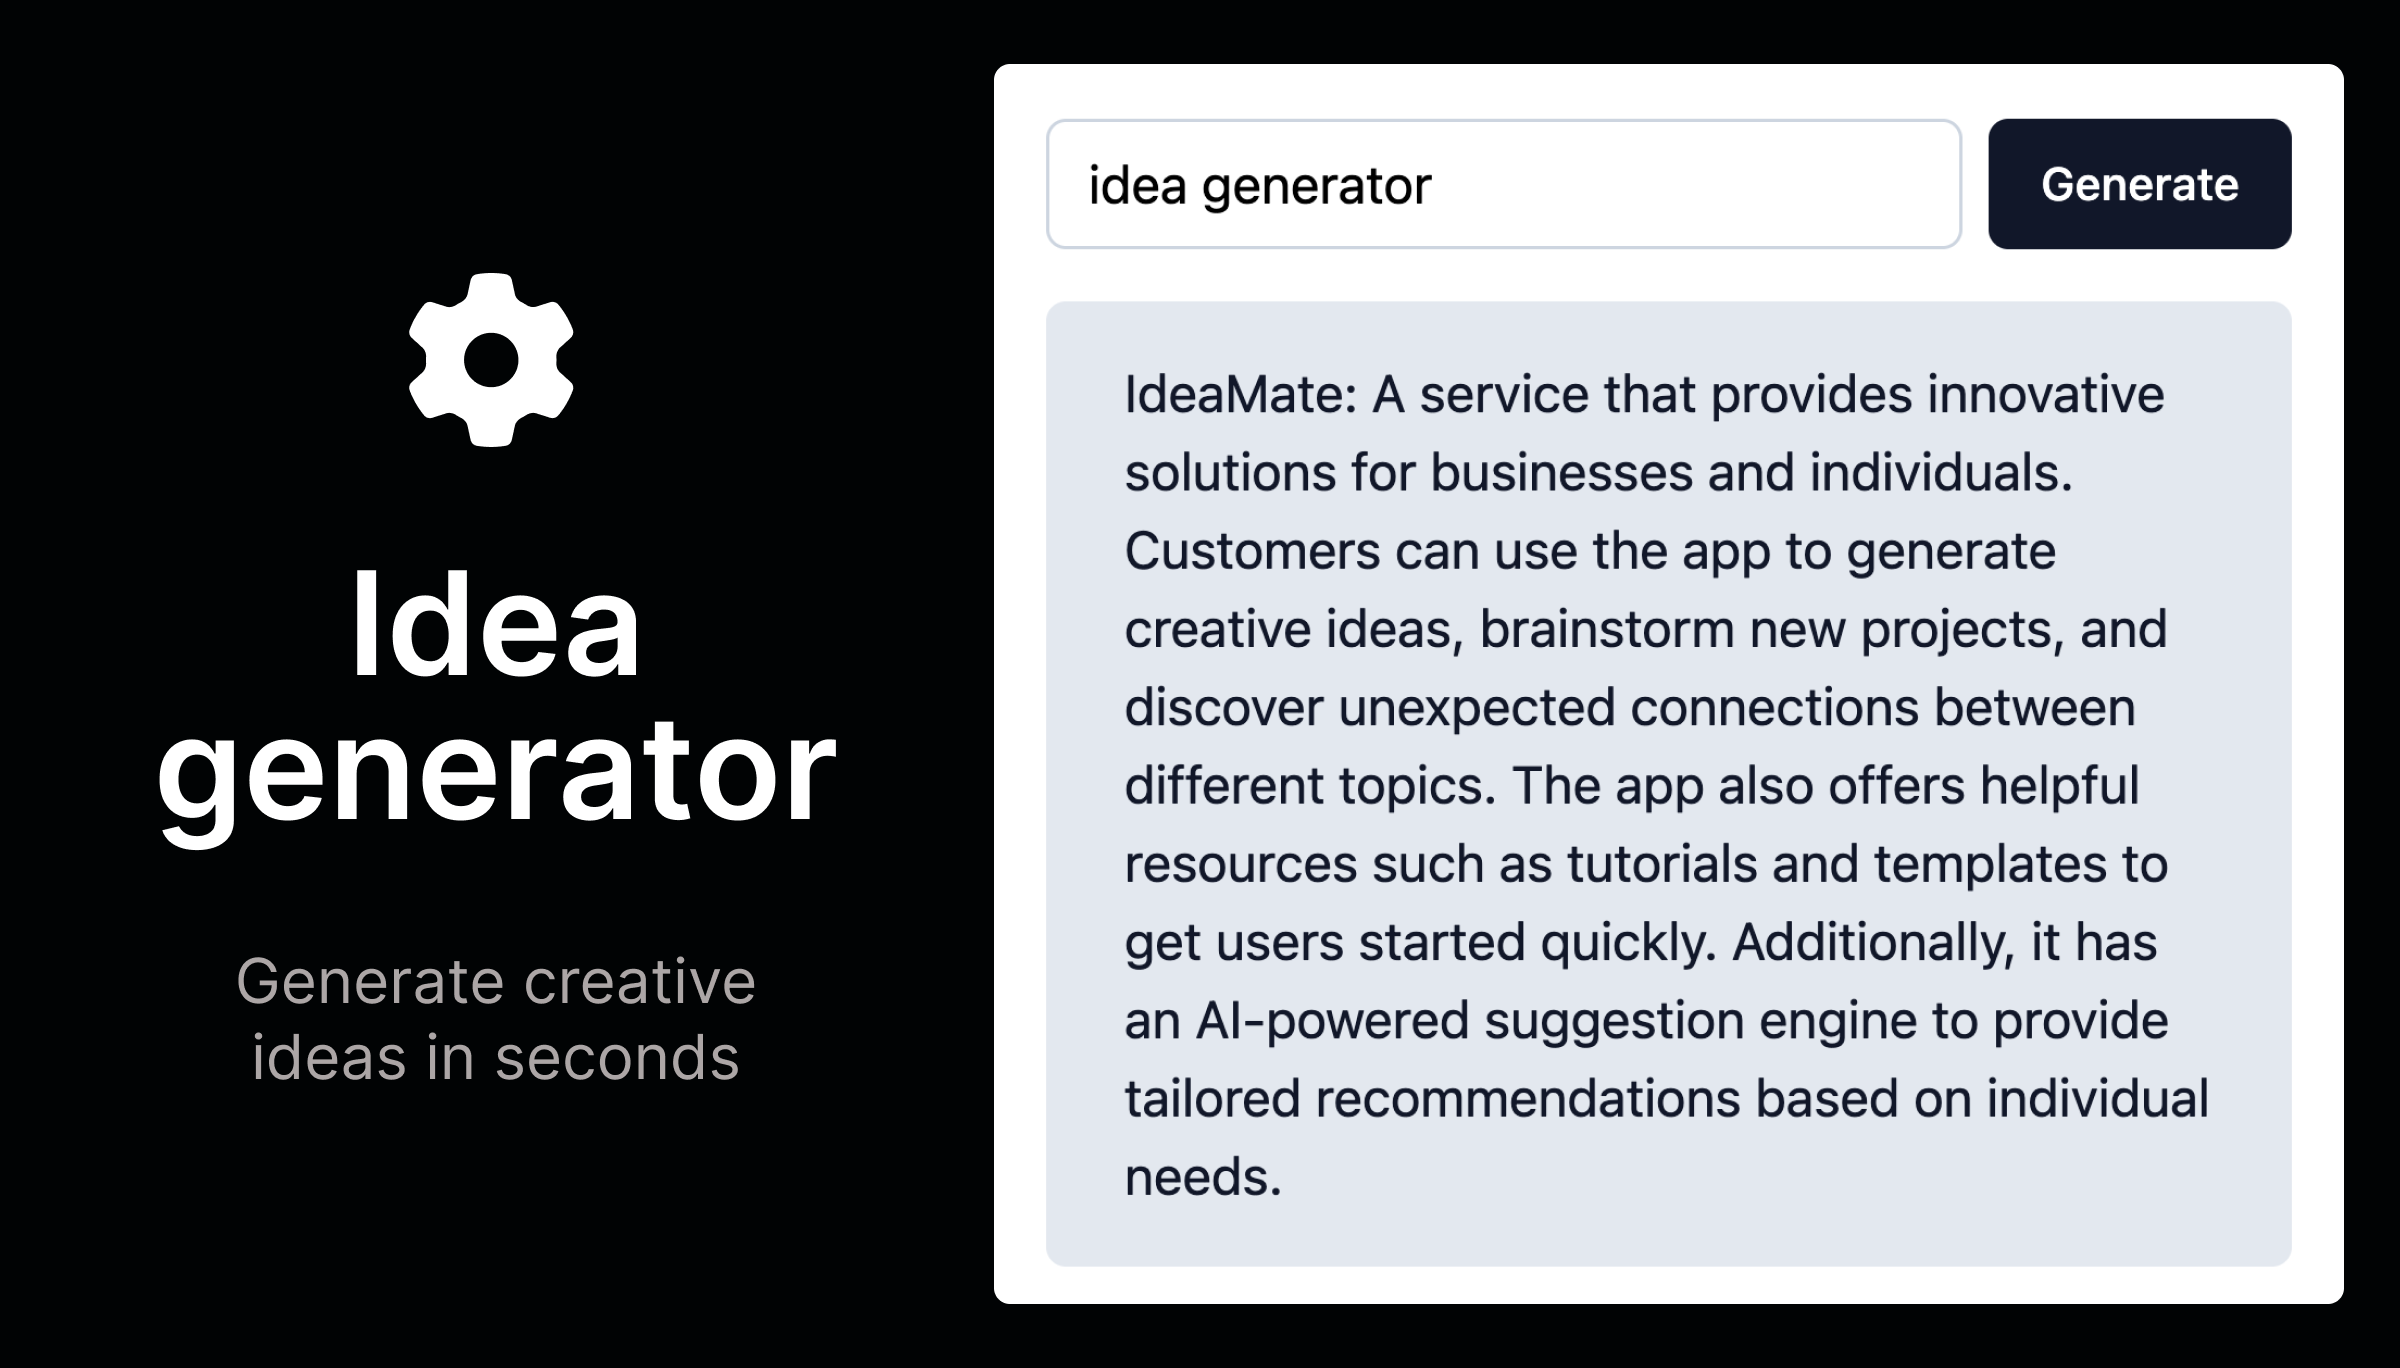 Idea
generator
Generate creative
ideas in seconds
idea generator
Generate
IdeaMate: A service that provides innovative
solutions for businesses and individuals.
Customers can use the app to generate
creative ideas, brainstorm new projects, and
discover unexpected connections between
different topics. The app also offers helpful
resources such as tutorials and templates to
get users started quickly. Additionally, it has
an AI-powered suggestion engine to provide
tailored recommendations based on individual
needs.